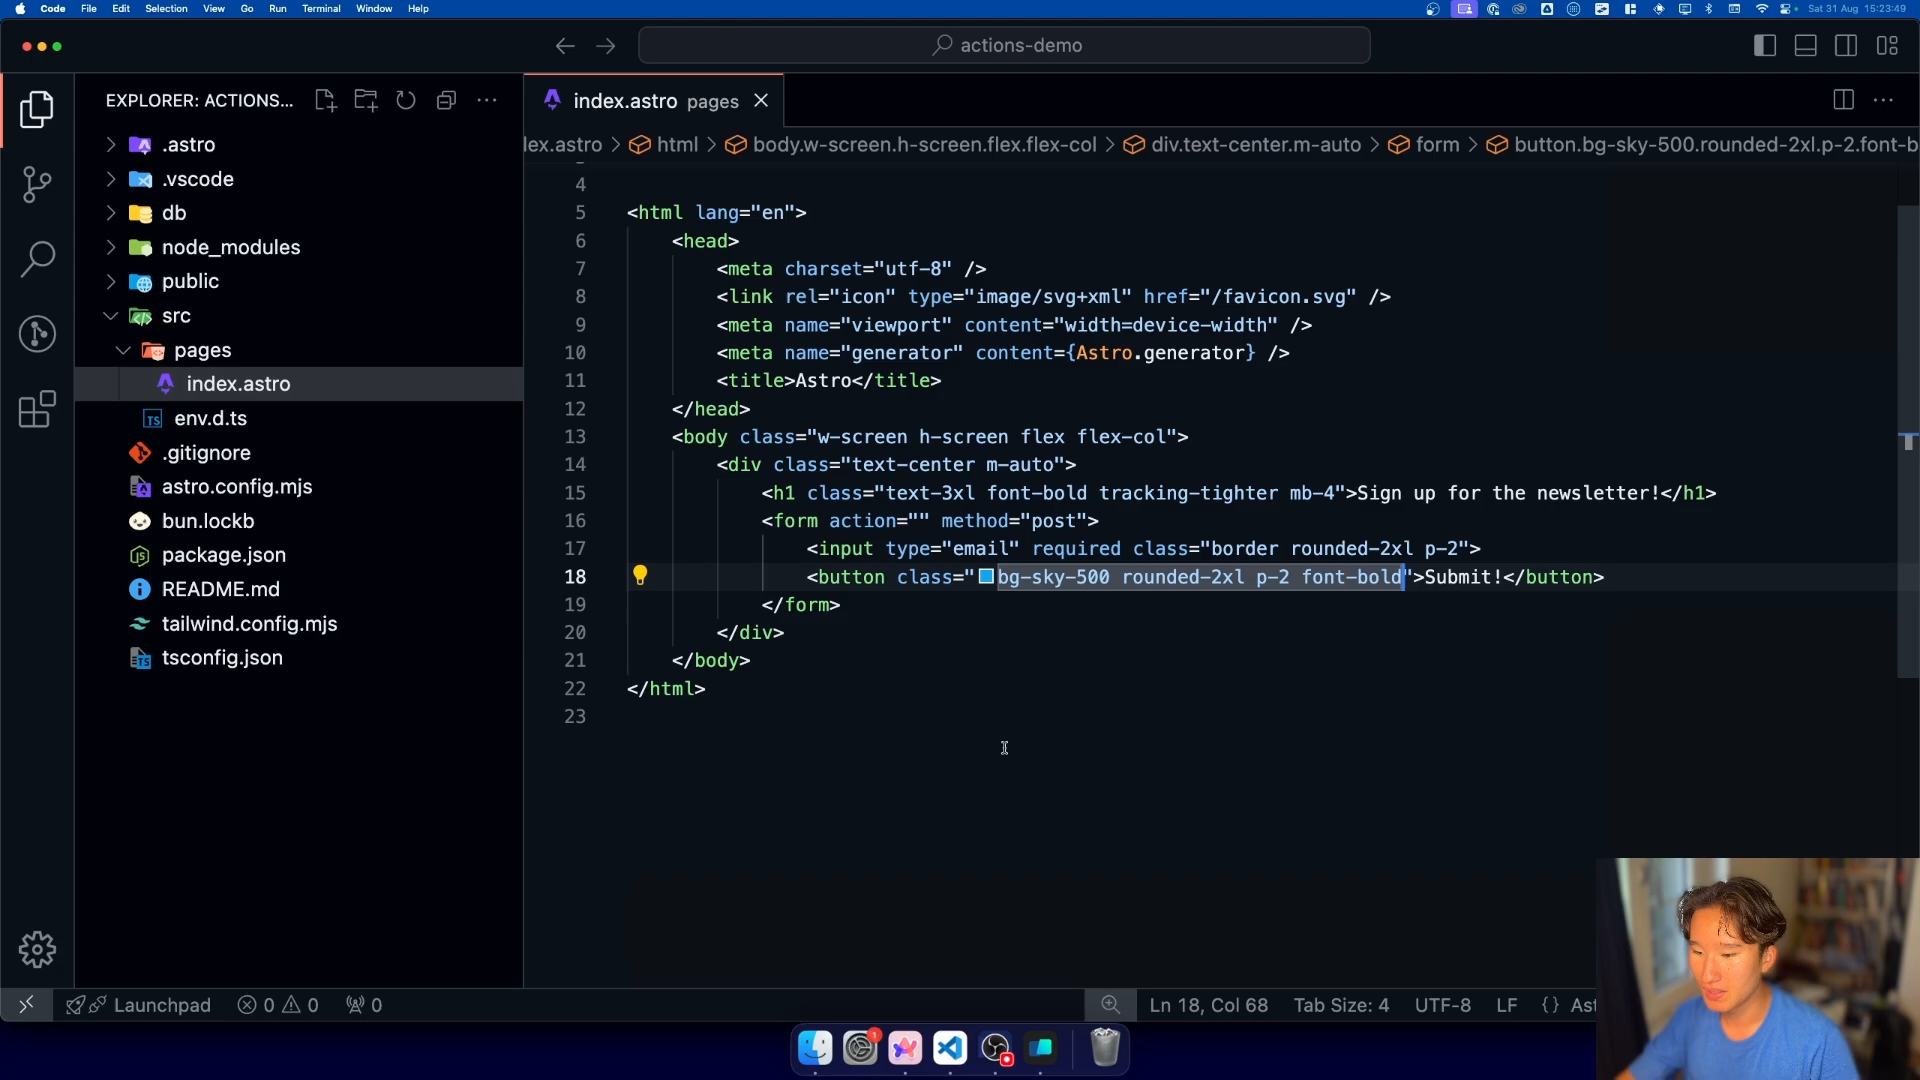 Code File Edit Selection View Go Run Terminal Window Help
Sat 31 Aug 15:23:49
actions-demo
EXPLORER: ACTIONS...
.astro
.vscode
db
node_modules
public
src
pages
index.astro
env.d.ts
.gitignore
astro.config.mjs
bun.lockb
package.json
README.md
tailwind.config.mjs
tsconfig.json
index.astro pages
lex.astro > html > body.w-screen.h-screen.flex.flex-col > div.text-center.m-auto > form > button.bg-sky-500.rounded-2xl.p-2.font-b
4
5 <html lang="en">
6 <head>
7 <meta charset="utf-8" />
8 <link rel="icon" type="image/svg+xml" href="/favicon.svg" />
9 <meta name="viewport" content="width=device-width" />
10 <meta name="generator" content={Astro.generator} />
11 <title>Astro</title>
12 </head>
13 <body class="w-screen h-screen flex flex-col">
14 <div class="text-center m-auto">
15 <h1 class="text-3xl font-bold tracking-tighter mb-4">Sign up for the newsletter!</h1>
16 <form action="" method="post">
17 <input type="email" required class="border rounded-2xl p-2">
18 <button class="bg-sky-500 rounded-2xl p-2 font-bold">Submit!</button>
19 </form>
20 </div>
21 </body>
22 </html>
23
Launchpad 0 0 0
Ln 18, Col 68 Tab Size: 4 UTF-8 LF {} Ast
1